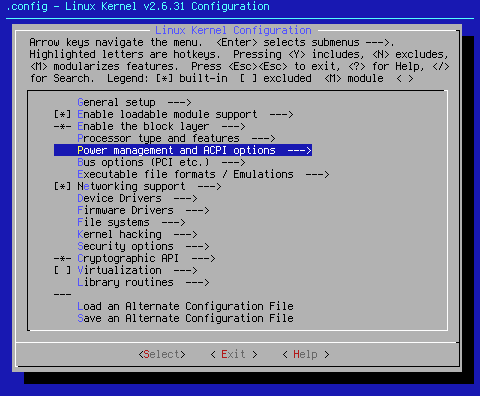 .config - Linux Kernel v2.6.31 Configuration
Linux Kernel Configuration
Arrow keys navigate the menu.  <Enter> selects submenus --->.
Highlighted letters are hotkeys.  Pressing <Y> includes, <N> excludes,
<M> modularizes features.  Press <Esc><Esc> to exit, <?> for Help, </>
for Search.  Legend: [*] built-in  [ ] excluded  <M> module  < >
General setup  --->
[*] Enable loadable module support  --->
-*- Enable the block layer  --->
Processor type and features  --->
Power management and ACPI options  --->
Bus options (PCI etc.)  --->
Executable file formats / Emulations  --->
[*] Networking support  --->
Device Drivers  --->
Firmware Drivers  --->
File systems  --->
Kernel hacking  --->
Security options  --->
-*- Cryptographic API  --->
[ ] Virtualization  --->
Library routines  --->
---
Load an Alternate Configuration File
Save an Alternate Configuration File
<Select>    < Exit >    < Help >